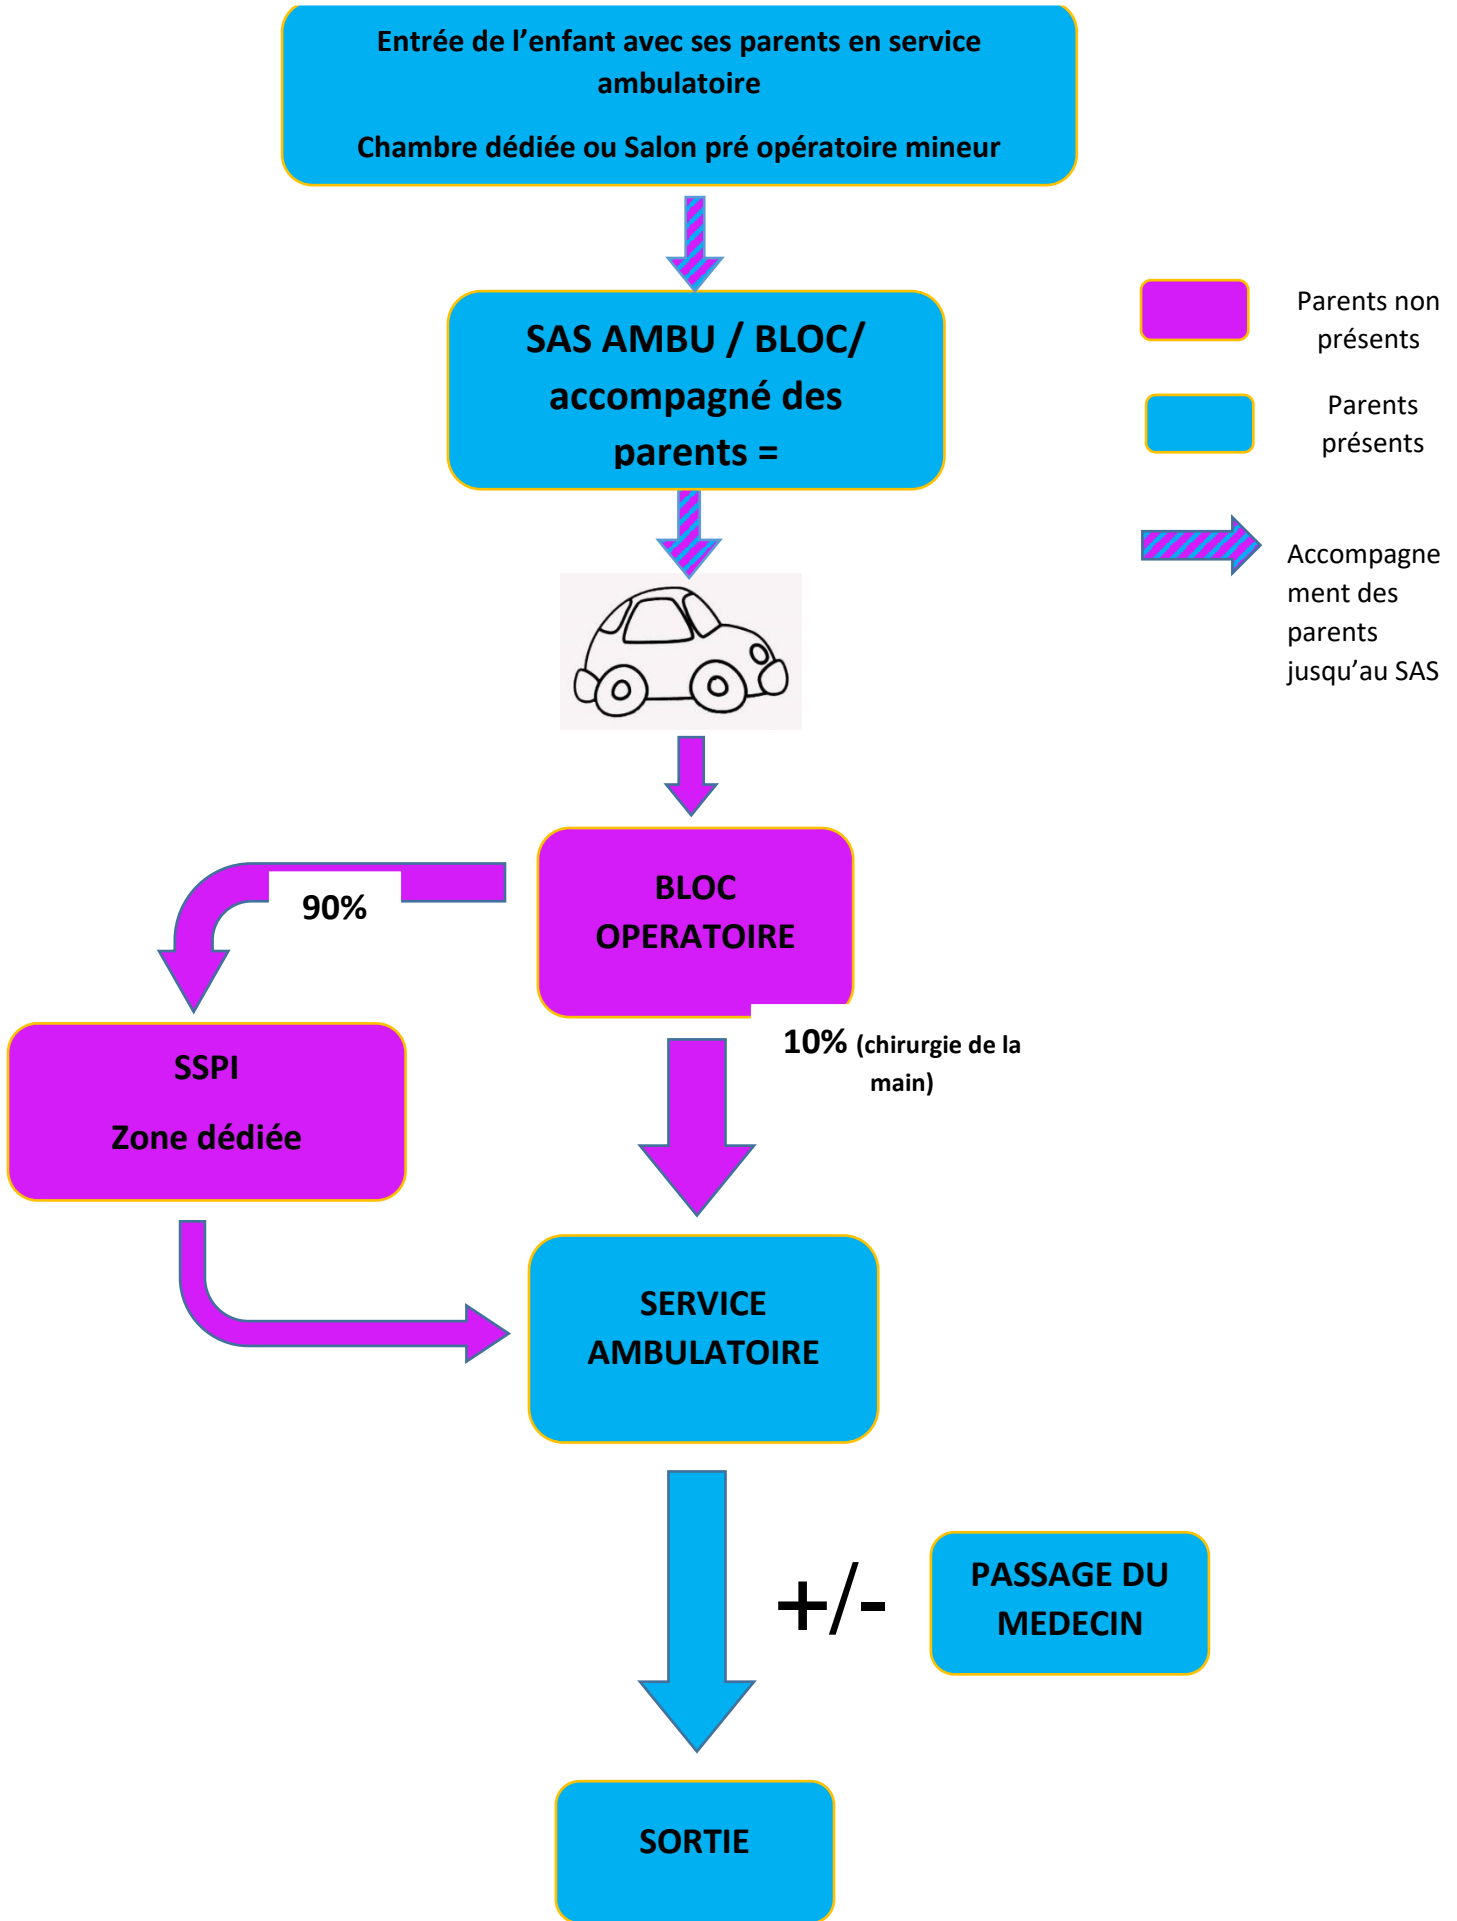 Entrée de l’enfant avec ses parents en service
ambulatoire
Chambre dédiée ou Salon pré opératoire mineur
SAS AMBU / BLOC/
accompagné des
parents =
Parents non
présents
Parents
présents
Accompagne
ment des
parents
jusqu’au SAS
BLOC
OPERATOIRE
90%
10% (chirurgie de la
main)
SSPI
Zone dédiée
SERVICE
AMBULATOIRE
+/-
PASSAGE DU
MEDECIN
SORTIE